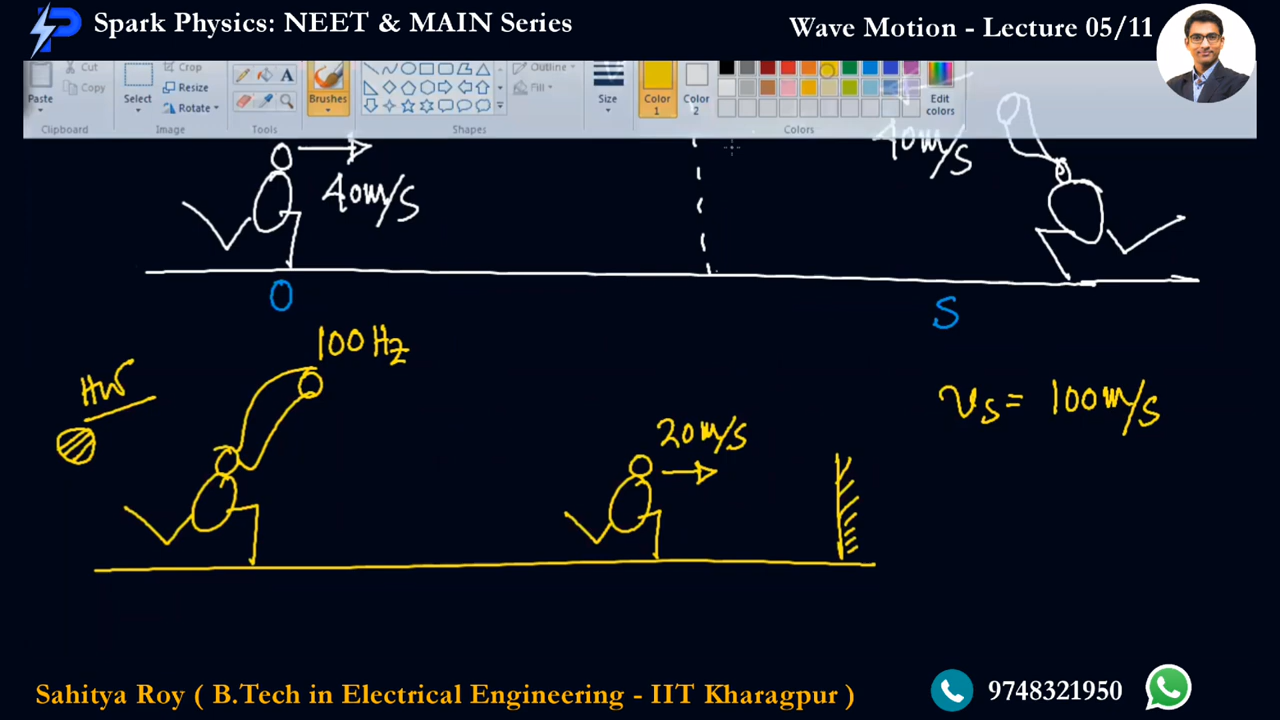 Spark Physics: NEET & MAIN Series
Wave Motion - Lecture 05/11
Paste
Cut
Copy
Clipboard
Select
Crop
Resize
Rotate
Image
A
Tools
Brushes
Outline
Fill
Shapes
Size
Color
1
Color
2
Edit
colors
Colors
40m/s
40m/s
O
S
HW
100Hz
20m/s
vs = 100m/s
Sahitya Roy ( B.Tech in Electrical Engineering - IIT Kharagpur )
9748321950